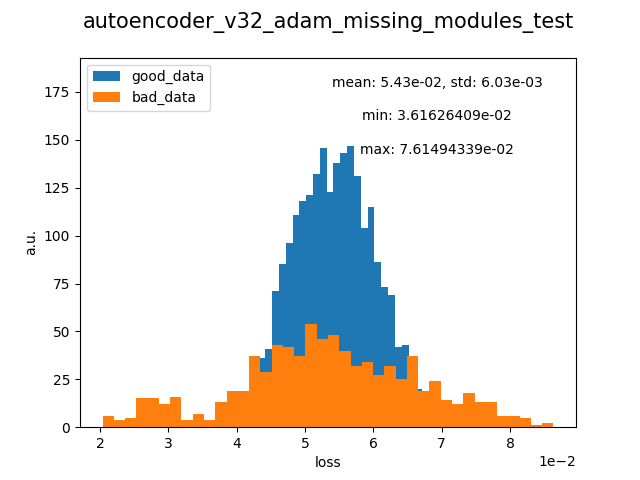 autoencoder_v32_adam_missing_modules_test
good_data
bad_data
mean: 5.43e-02, std: 6.03e-03
min: 3.61626409e-02
max: 7.61494339e-02
175
150
125
100
75
50
25
0
a.u.
2 3 4 5 6 7 8
1e−2
loss